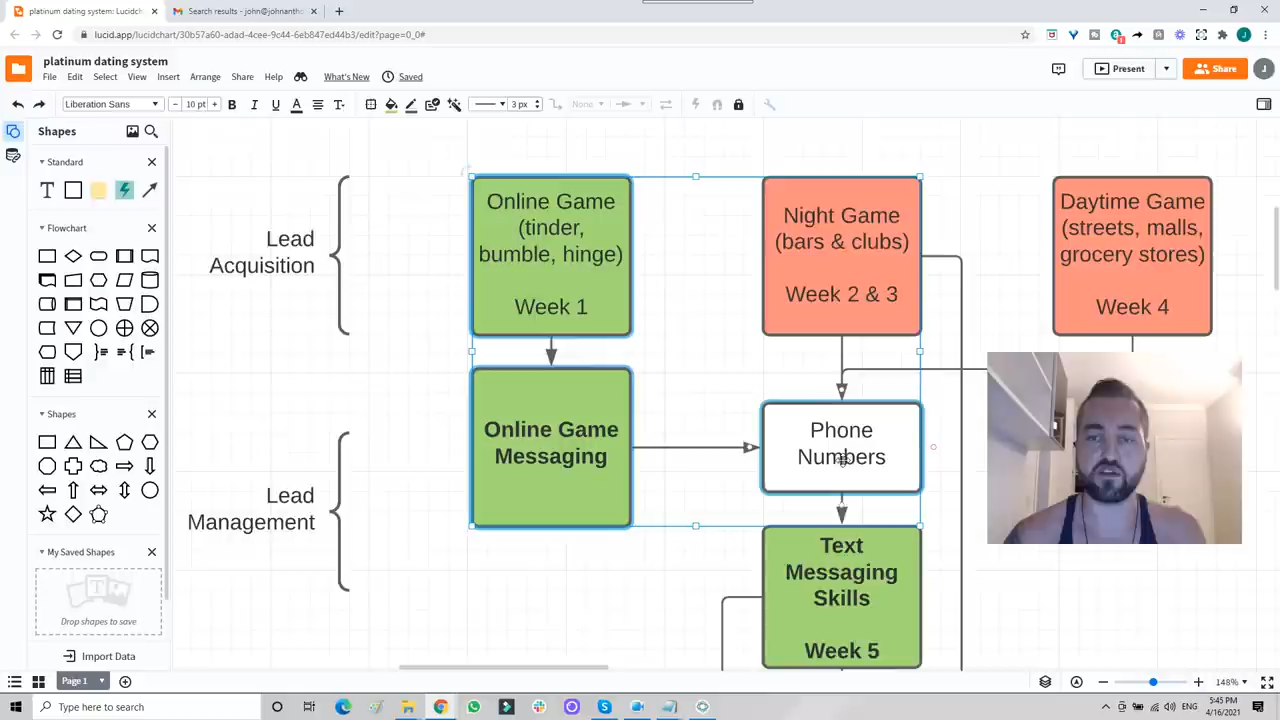 platinum dating system: Lucidch
Search results - john@johnantho
lucid.app/lucidchart/30b57a60-adad-4cee-9c44-6eb847ed44b3/edit?page=0_0#
platinum dating system
File Edit Select View Insert Arrange Share Help What's New Saved
Present
Share
J
Liberation Sans
10 pt
B I U A T
3 px
None
Shapes
Standard
Flowchart
Shapes
My Saved Shapes
Drop shapes to save
Import Data
Lead
Acquisition
Lead
Management
Online Game
(tinder,
bumble, hinge)
Week 1
Night Game
(bars & clubs)
Week 2 & 3
Daytime Game
(streets, malls,
grocery stores)
Week 4
Online Game
Messaging
Phone
Numbers
Text
Messaging
Skills
Week 5
Page 1
148%
Type here to search
5:45 PM
4/16/2021